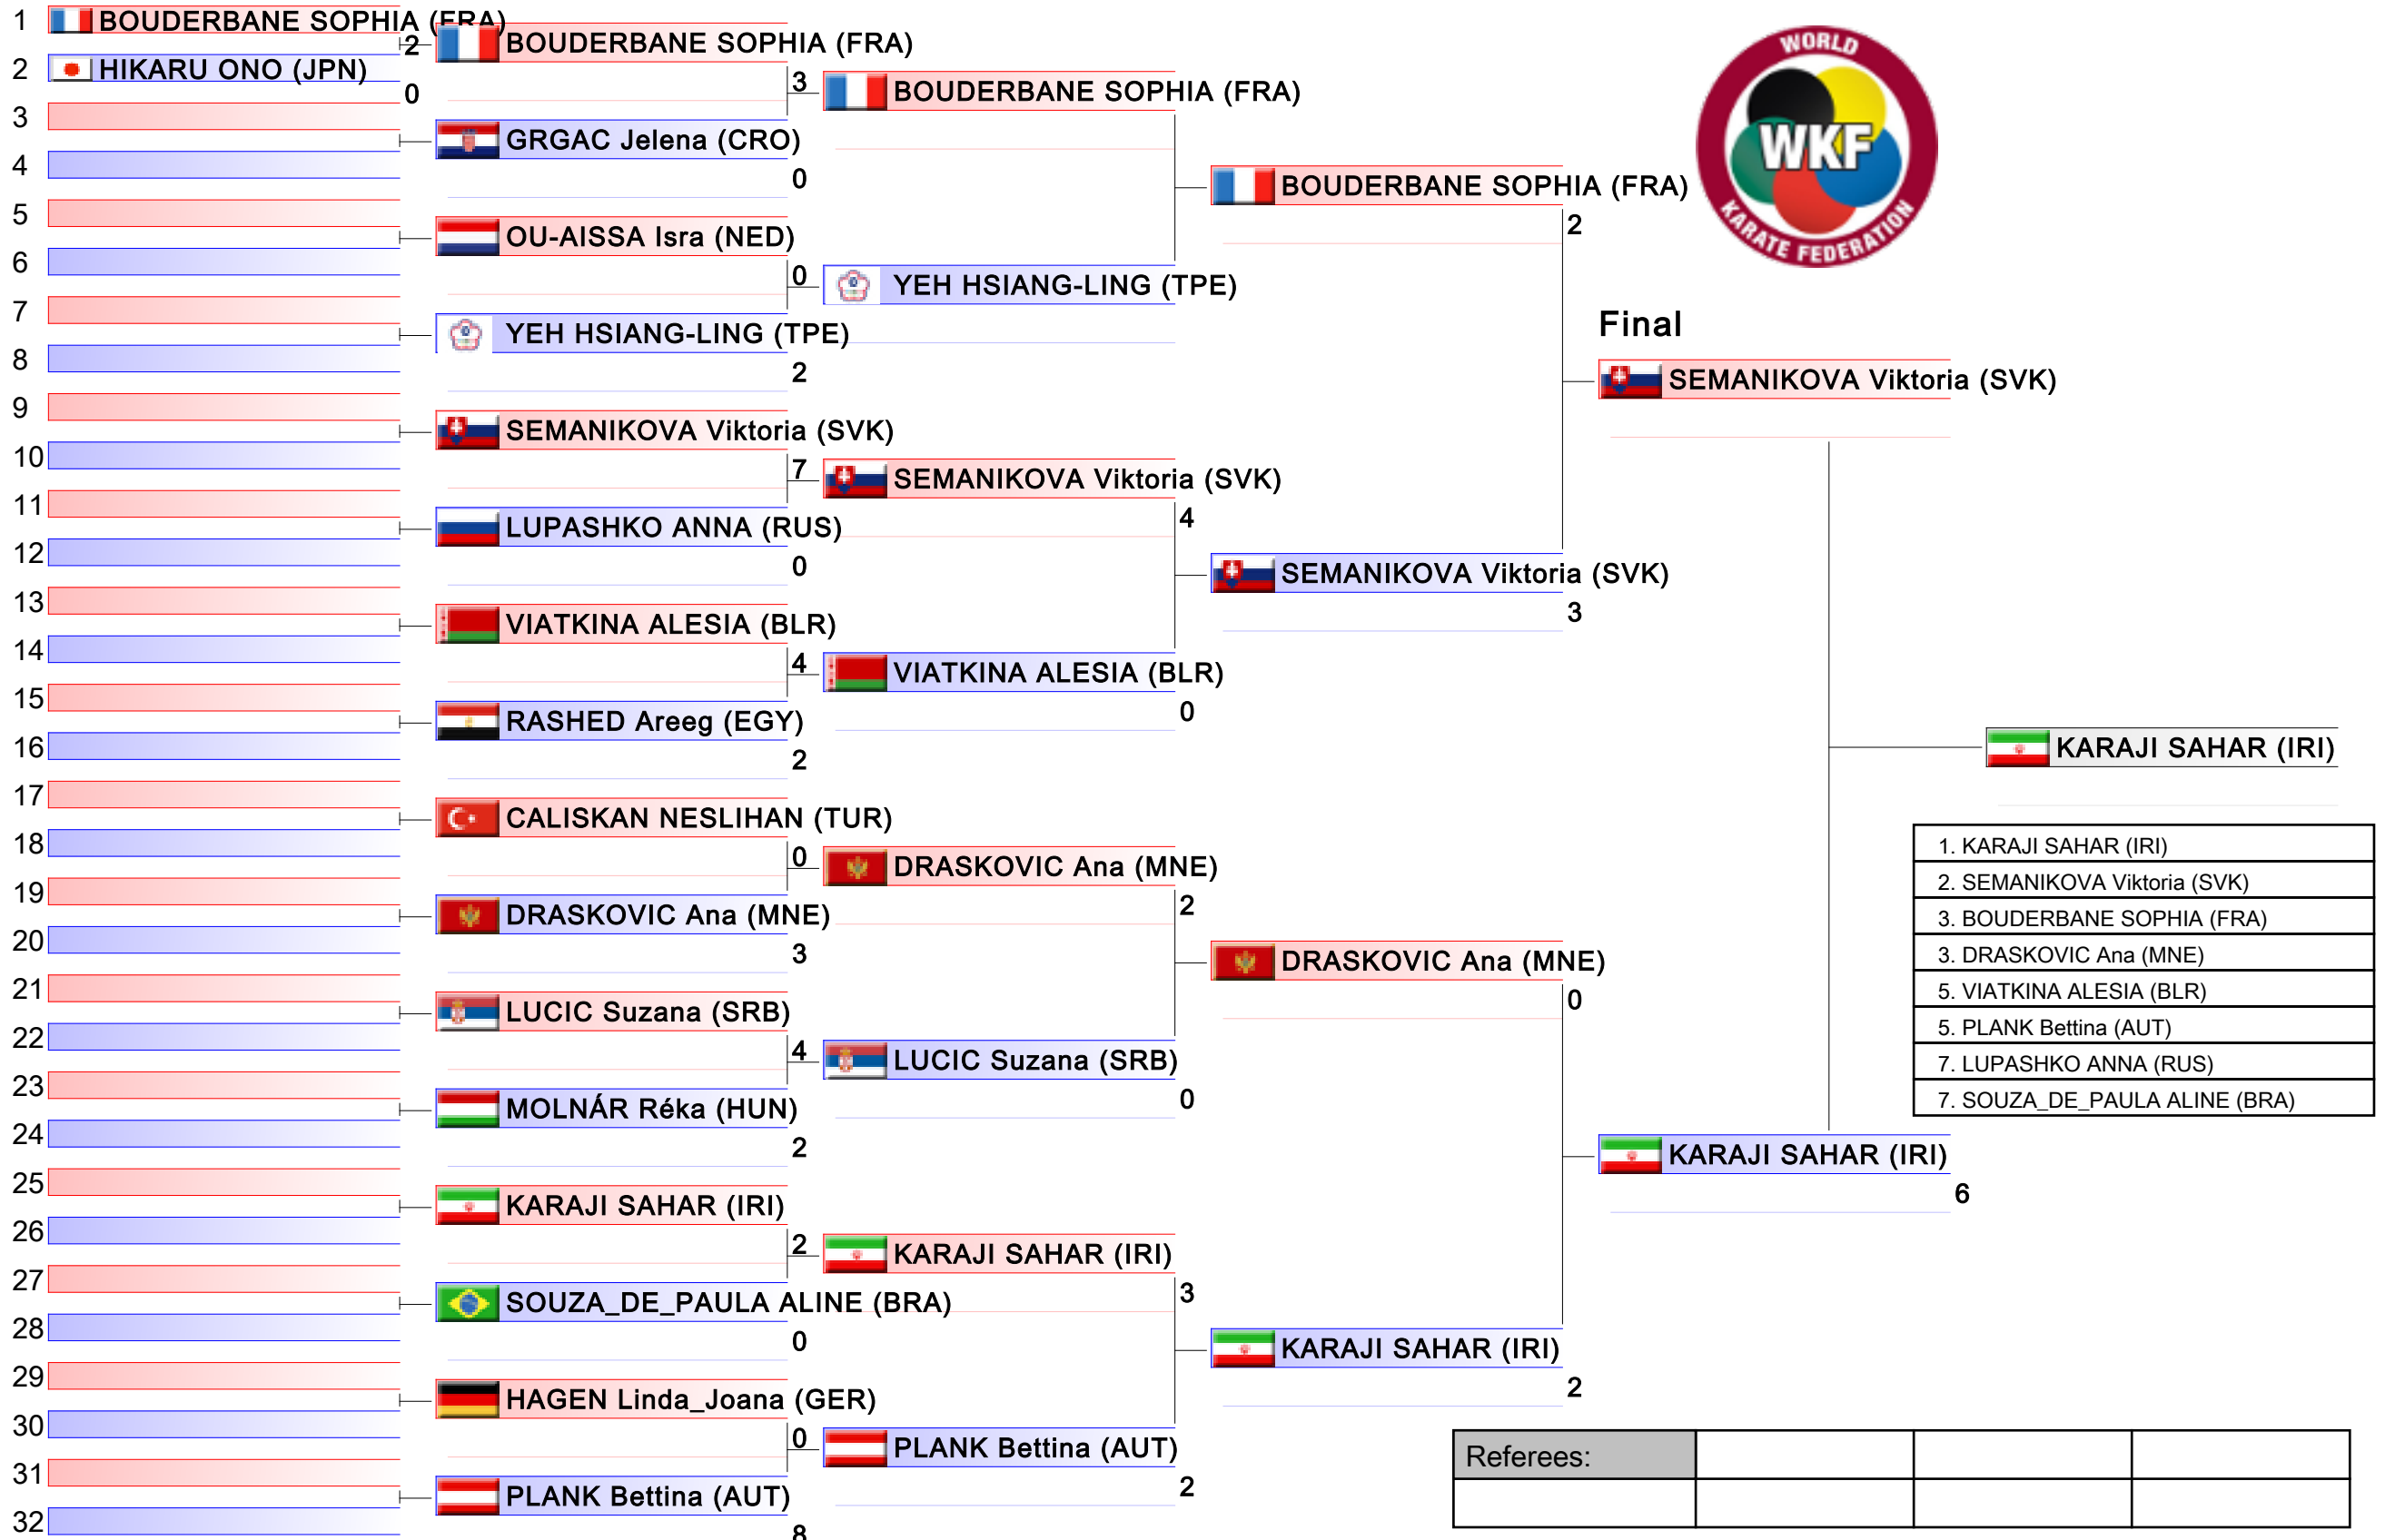 1 BOUDERBANE SOPHIA (FRA)
2
2 HIKARU ONO (JPN)
0
3
4
5
6
7
8
9
10
11
12
13
14
15
16
17
18
19
20
21
22
23
24
25
26
27
28
29
30
31
32
BOUDERBANE SOPHIA (FRA)
3
GRGAC Jelena (CRO)
0
OU-AISSA Isra (NED)
0
YEH HSIANG-LING (TPE)
2
SEMANIKOVA Viktoria (SVK)
7
LUPASHKO ANNA (RUS)
0
VIATKINA ALESIA (BLR)
4
RASHED Areeg (EGY)
2
CALISKAN NESLIHAN (TUR)
0
DRASKOVIC Ana (MNE)
3
LUCIC Suzana (SRB)
4
MOLNÁR Réka (HUN)
2
KARAJI SAHAR (IRI)
2
SOUZA_DE_PAULA ALINE (BRA)
0
HAGEN Linda_Joana (GER)
0
PLANK Bettina (AUT)
8
BOUDERBANE SOPHIA (FRA)
YEH HSIANG-LING (TPE)
SEMANIKOVA Viktoria (SVK)
4
VIATKINA ALESIA (BLR)
0
DRASKOVIC Ana (MNE)
2
LUCIC Suzana (SRB)
0
KARAJI SAHAR (IRI)
3
PLANK Bettina (AUT)
2
BOUDERBANE SOPHIA (FRA)
2
SEMANIKOVA Viktoria (SVK)
3
DRASKOVIC Ana (MNE)
0
KARAJI SAHAR (IRI)
2
WORLD
WKF
KARATE FEDERATION
Final
SEMANIKOVA Viktoria (SVK)
KARAJI SAHAR (IRI)
6
KARAJI SAHAR (IRI)
1. KARAJI SAHAR (IRI)
2. SEMANIKOVA Viktoria (SVK)
3. BOUDERBANE SOPHIA (FRA)
3. DRASKOVIC Ana (MNE)
5. VIATKINA ALESIA (BLR)
5. PLANK Bettina (AUT)
7. LUPASHKO ANNA (RUS)
7. SOUZA_DE_PAULA ALINE (BRA)
Referees: